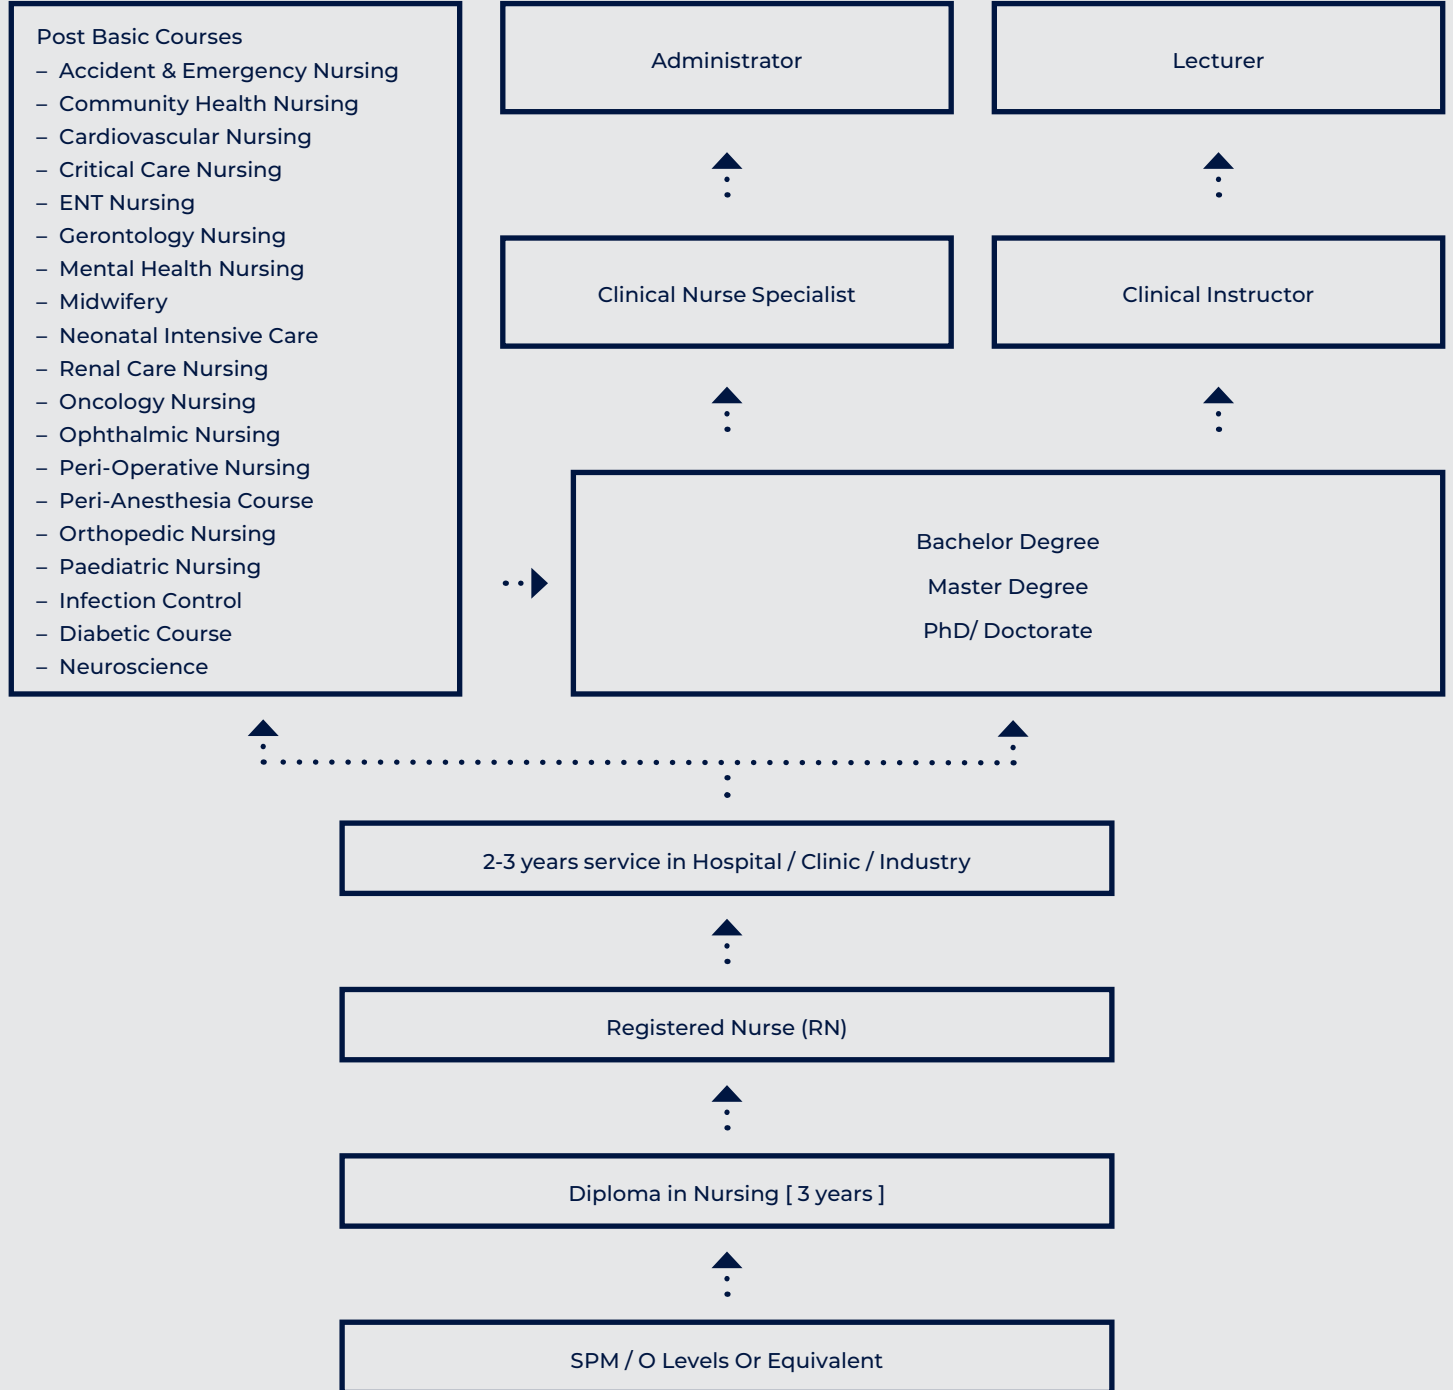 Post Basic Courses
– Accident & Emergency Nursing
– Community Health Nursing
– Cardiovascular Nursing
– Critical Care Nursing
– ENT Nursing
– Gerontology Nursing
– Mental Health Nursing
– Midwifery
– Neonatal Intensive Care
– Renal Care Nursing
– Oncology Nursing
– Ophthalmic Nursing
– Peri-Operative Nursing
– Peri-Anesthesia Course
– Orthopedic Nursing
– Paediatric Nursing
– Infection Control
– Diabetic Course
– Neuroscience
Administrator
Lecturer
Clinical Nurse Specialist
Clinical Instructor
Bachelor Degree
Master Degree
PhD/ Doctorate
2-3 years service in Hospital / Clinic / Industry
Registered Nurse (RN)
Diploma in Nursing [ 3 years ]
SPM / O Levels Or Equivalent